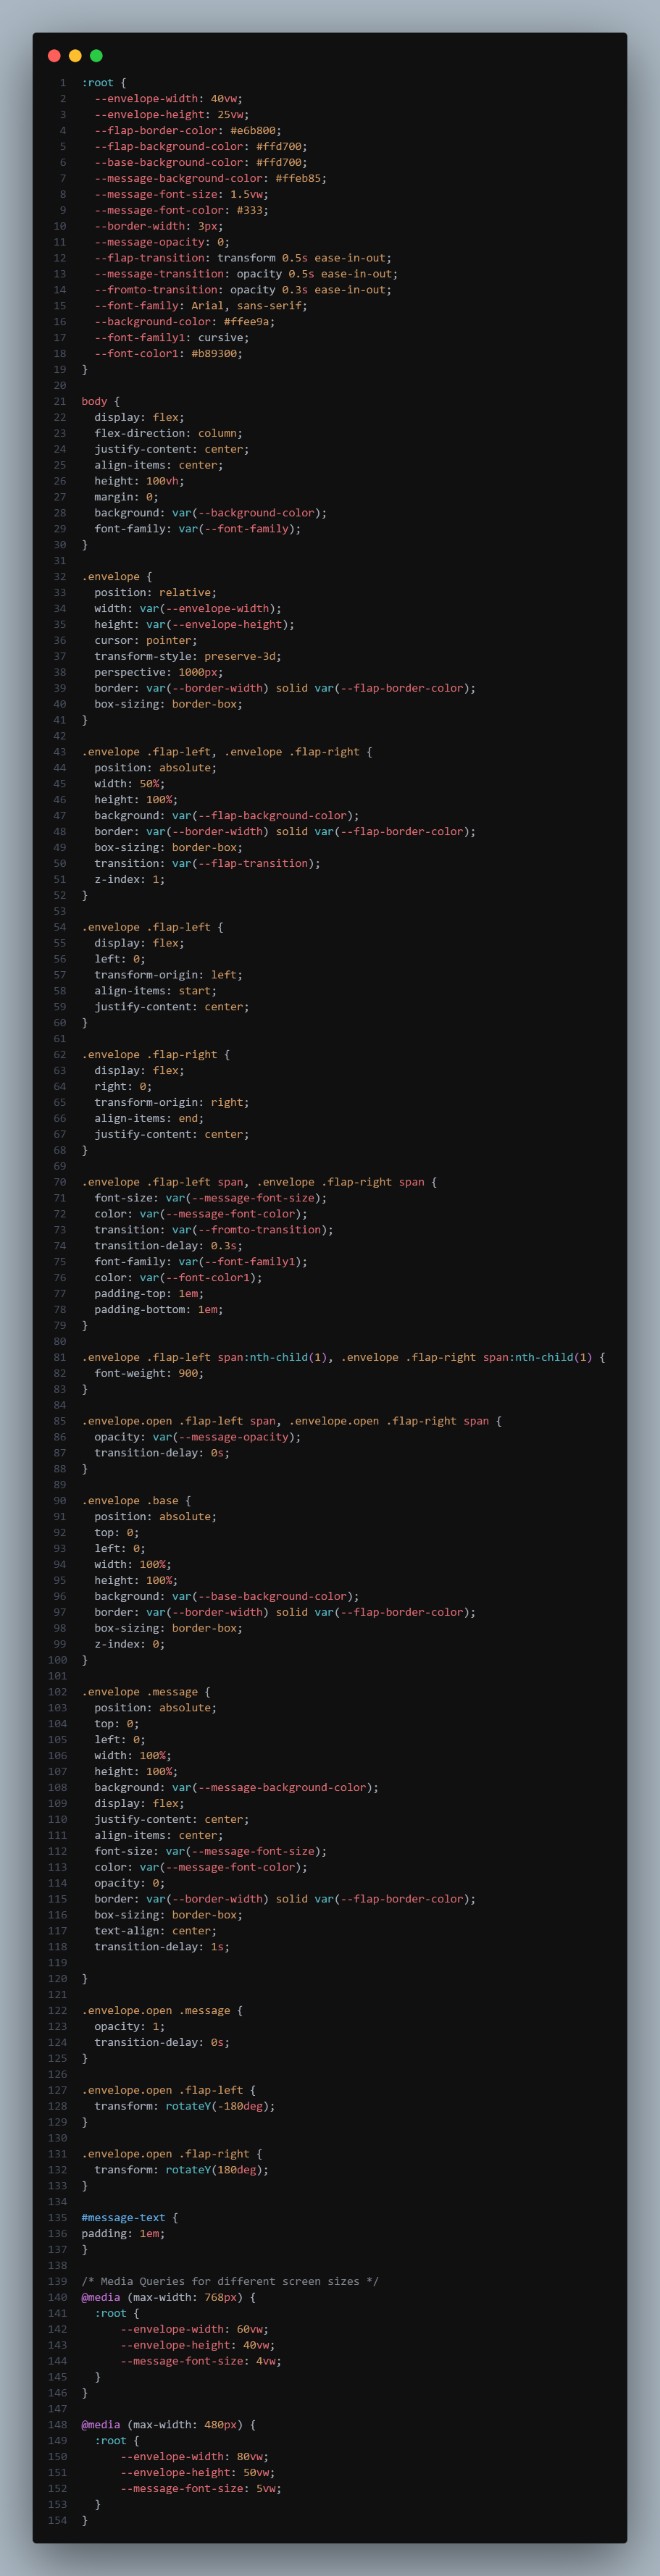 1 :root {
2 --envelope-width: 40vw;
3 --envelope-height: 25vw;
4 --flap-border-color: #e6b800;
5 --flap-background-color: #ffd700;
6 --base-background-color: #ffd700;
7 --message-background-color: #ffeb85;
8 --message-font-size: 1.5vw;
9 --message-font-color: #333;
10 --border-width: 3px;
11 --message-opacity: 0;
12 --flap-transition: transform 0.5s ease-in-out;
13 --message-transition: opacity 0.5s ease-in-out;
14 --fromto-transition: opacity 0.3s ease-in-out;
15 --font-family: Arial, sans-serif;
16 --background-color: #ffee9a;
17 --font-family1: cursive;
18 --font-color1: #b89300;
19 }
20
21 body {
22 display: flex;
23 flex-direction: column;
24 justify-content: center;
25 align-items: center;
26 height: 100vh;
27 margin: 0;
28 background: var(--background-color);
29 font-family: var(--font-family);
30 }
31
32 .envelope {
33 position: relative;
34 width: var(--envelope-width);
35 height: var(--envelope-height);
36 cursor: pointer;
37 transform-style: preserve-3d;
38 perspective: 1000px;
39 border: var(--border-width) solid var(--flap-border-color);
40 box-sizing: border-box;
41 }
42
43 .envelope .flap-left, .envelope .flap-right {
44 position: absolute;
45 width: 50%;
46 height: 100%;
47 background: var(--flap-background-color);
48 border: var(--border-width) solid var(--flap-border-color);
49 box-sizing: border-box;
50 transition: var(--flap-transition);
51 z-index: 1;
52 }
53
54 .envelope .flap-left {
55 display: flex;
56 left: 0;
57 transform-origin: left;
58 align-items: start;
59 justify-content: center;
60 }
61
62 .envelope .flap-right {
63 display: flex;
64 right: 0;
65 transform-origin: right;
66 align-items: end;
67 justify-content: center;
68 }
69
70 .envelope .flap-left span, .envelope .flap-right span {
71 font-size: var(--message-font-size);
72 color: var(--message-font-color);
73 transition: var(--fromto-transition);
74 transition-delay: 0.3s;
75 font-family: var(--font-family1);
76 color: var(--font-color1);
77 padding-top: 1em;
78 padding-bottom: 1em;
79 }
80
81 .envelope .flap-left span:nth-child(1), .envelope .flap-right span:nth-child(1) {
82 font-weight: 900;
83 }
84
85 .envelope.open .flap-left span, .envelope.open .flap-right span {
86 opacity: var(--message-opacity);
87 transition-delay: 0s;
88 }
89
90 .envelope .base {
91 position: absolute;
92 top: 0;
93 left: 0;
94 width: 100%;
95 height: 100%;
96 background: var(--base-background-color);
97 border: var(--border-width) solid var(--flap-border-color);
98 box-sizing: border-box;
99 z-index: 0;
100 }
101
102 .envelope .message {
103 position: absolute;
104 top: 0;
105 left: 0;
106 width: 100%;
107 height: 100%;
108 background: var(--message-background-color);
109 display: flex;
110 justify-content: center;
111 align-items: center;
112 font-size: var(--message-font-size);
113 color: var(--message-font-color);
114 opacity: 0;
115 border: var(--border-width) solid var(--flap-border-color);
116 box-sizing: border-box;
117 text-align: center;
118 transition-delay: 1s;
119
120 }
121
122 .envelope.open .message {
123 opacity: 1;
124 transition-delay: 0s;
125 }
126
127 .envelope.open .flap-left {
128 transform: rotateY(-180deg);
129 }
130
131 .envelope.open .flap-right {
132 transform: rotateY(180deg);
133 }
134
135 #message-text {
136 padding: 1em;
137 }
138
139 /* Media Queries for different screen sizes */
140 @media (max-width: 768px) {
141 :root {
142 --envelope-width: 60vw;
143 --envelope-height: 40vw;
144 --message-font-size: 4vw;
145 }
146 }
147
148 @media (max-width: 480px) {
149 :root {
150 --envelope-width: 80vw;
151 --envelope-height: 50vw;
152 --message-font-size: 5vw;
153 }
154 }